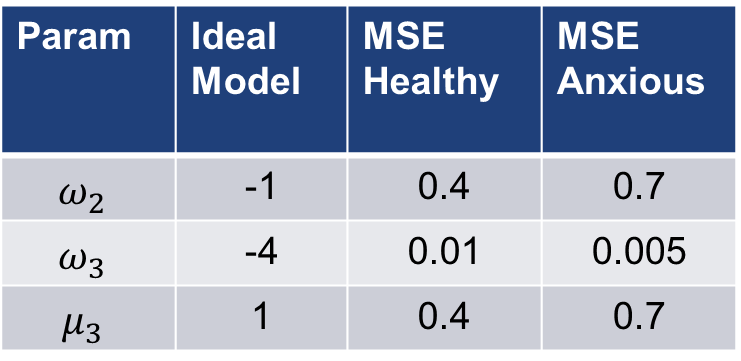 Param Ideal Model MSE Healthy MSE Anxious
ω₂ -1 0.4 0.7
ω₃ -4 0.01 0.005
μ₃ 1 0.4 0.7